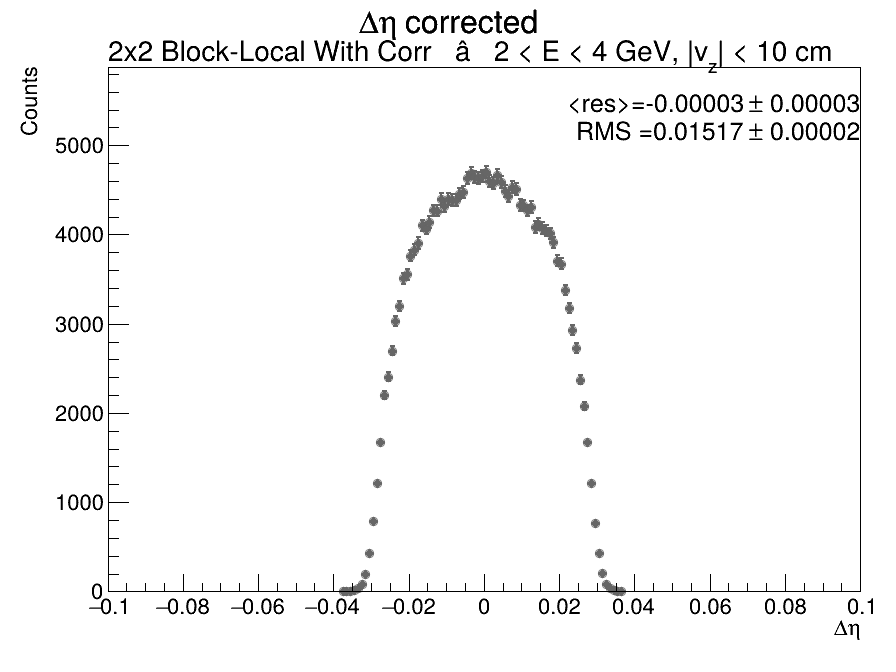 Δη corrected
2x2 Block-Local With Corr â 2 < E < 4 GeV, |v_z| < 10 cm
Counts
<res>=-0.00003± 0.00003
RMS =0.01517± 0.00002
5000
4000
3000
2000
1000
0
−0.1 −0.08 −0.06 −0.04 −0.02 0 0.02 0.04 0.06 0.08 0.1
Δη